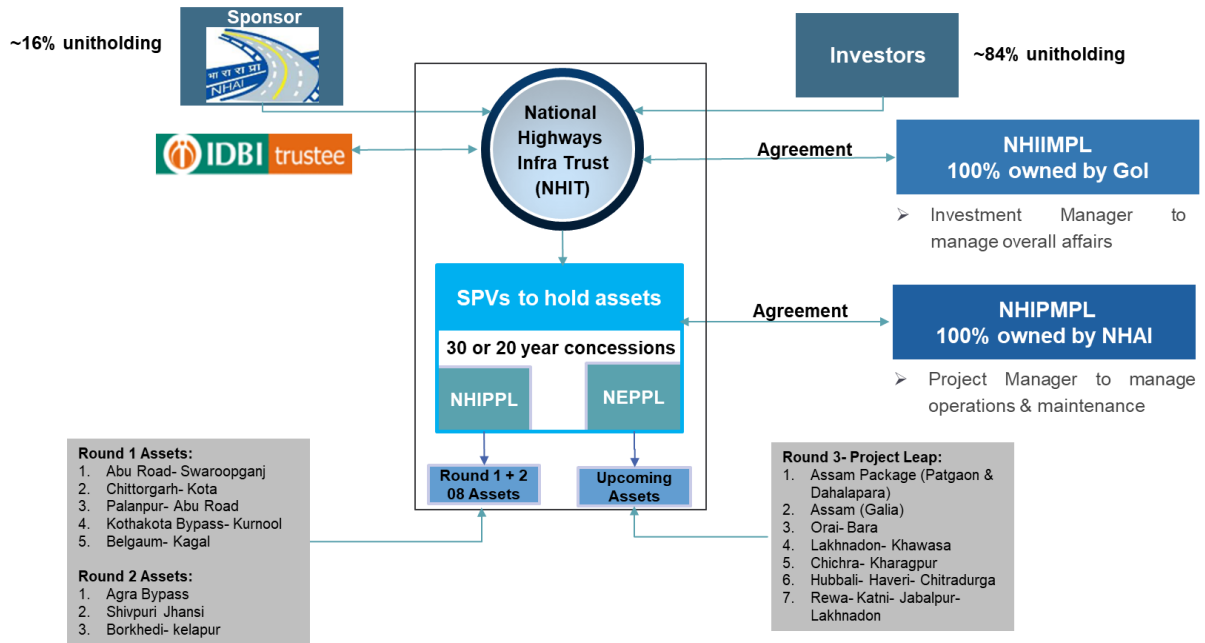 Sponsor
~16% unitholding
भा रा रा प्रा
NHAI
Investors
~84% unitholding
National
Highways
Infra Trust
(NHIT)
IDBI trustee
Agreement
NHIIMPL
100% owned by GoI
➢ Investment Manager to
manage overall affairs
SPVs to hold assets
30 or 20 year concessions
NHIPPL
NEPPL
Agreement
NHIPMPL
100% owned by NHAI
➢ Project Manager to manage
operations & maintenance
Round 1 + 2
08 Assets
Upcoming
Assets
Round 1 Assets:
1. Abu Road- Swaroopganj
2. Chittorgarh- Kota
3. Palanpur- Abu Road
4. Kothakota Bypass- Kurnool
5. Belgaum- Kagal
Round 2 Assets:
1. Agra Bypass
2. Shivpuri Jhansi
3. Borkhedi- kelapur
Round 3- Project Leap:
1. Assam Package (Patgaon &
Dahalapara)
2. Assam (Galia)
3. Orai- Bara
4. Lakhnadon- Khawasa
5. Chichra- Kharagpur
6. Hubbali- Haveri- Chitradurga
7. Rewa- Katni- Jabalpur-
Lakhnadon